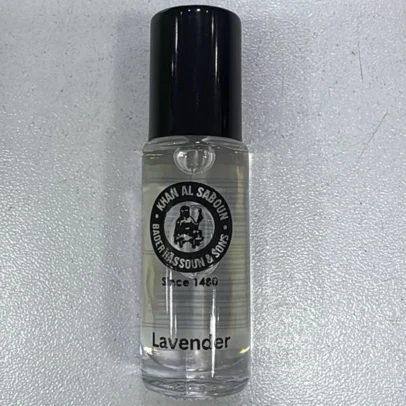 KHAN AL SABOUN
BADER HASSOUN & SONS
Since 1480
Lavender